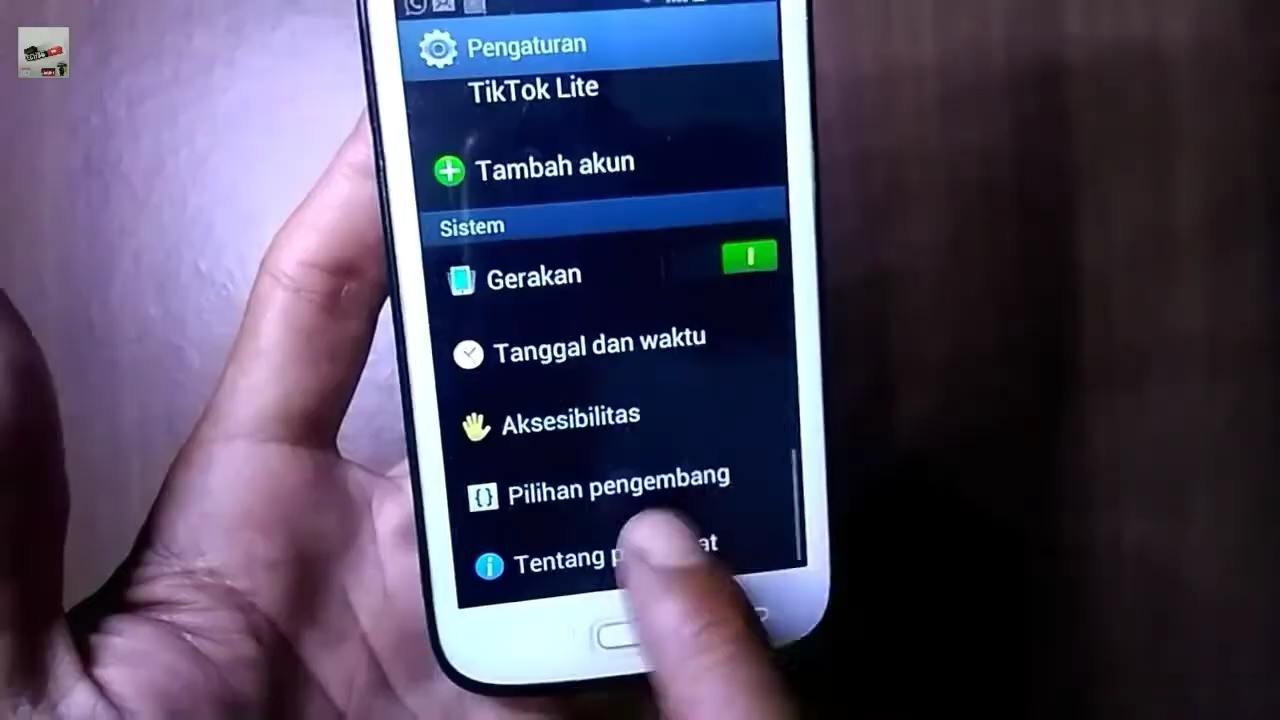 Pengaturan
TikTok Lite
Tambah akun
Sistem
Gerakan
Tanggal dan waktu
Aksesibilitas
Pilihan pengembang
Tentang